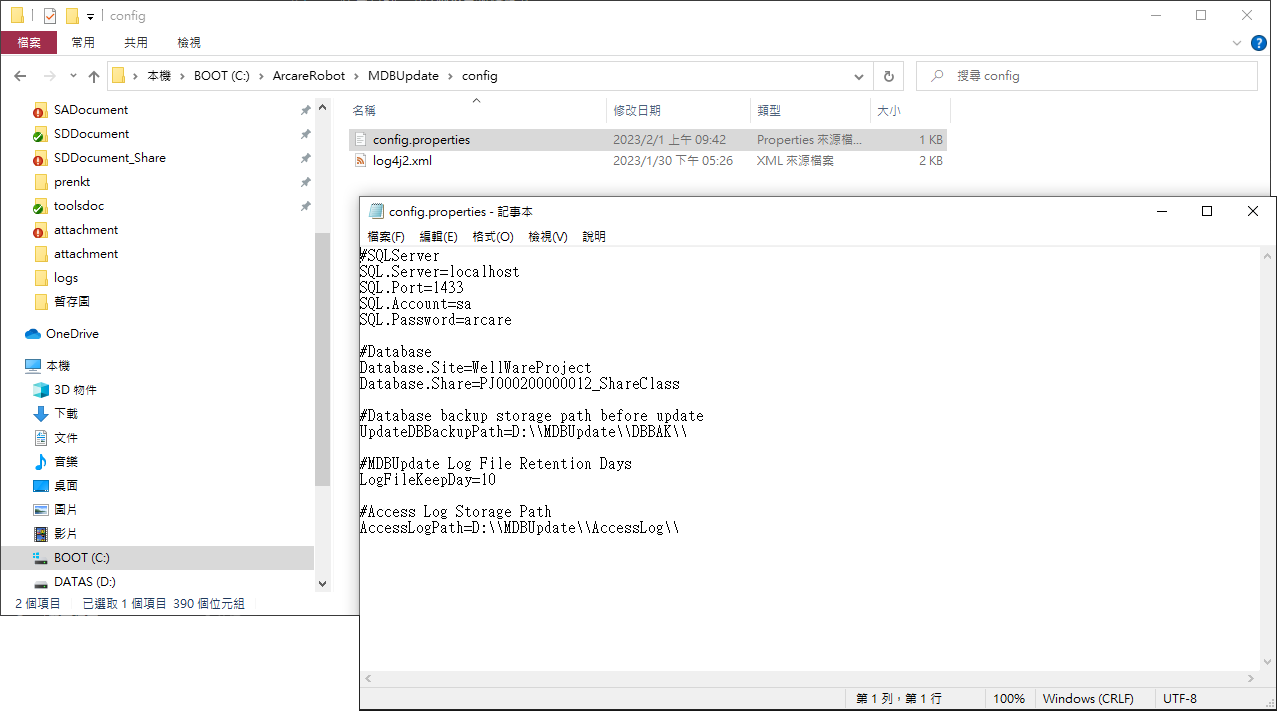 config
檔案 常用 共用 檢視
本機 BOOT (C:) ArcareRobot MDBUpdate config
搜尋 config
SADocument
SDDocument
SDDocument_Share
prenkt
toolsdoc
attachment
attachment
logs
暫存區
OneDrive
本機
3D 物件
下載
文件
音樂
桌面
圖片
影片
BOOT (C:)
DATAS (D:)
2 個項目 已選取 1 個項目 390 個位元組
名稱 修改日期 類型 大小
config.properties 2023/2/1 上午 09:42 Properties 來源檔... 1 KB
log4j2.xml 2023/1/30 下午 05:26 XML 來源檔案 2 KB
config.properties - 記事本
檔案(F) 編輯(E) 格式(O) 檢視(V) 說明
#SQLServer
SQL.Server=localhost
SQL.Port=1433
SQL.Account=sa
SQL.Password=arcare
#Database
Database.Site=WellWareProject
Database.Share=PJ000200000012_ShareClass
#Database backup storage path before update
UpdateDBBackupPath=D:\\MDBUpdate\\DBBAK\\
#MDBUpdate Log File Retention Days
LogFileKeepDay=10
#Access Log Storage Path
AccessLogPath=D:\\MDBUpdate\\AccessLog\\
第 1 列，第 1 行 100% Windows (CRLF) UTF-8